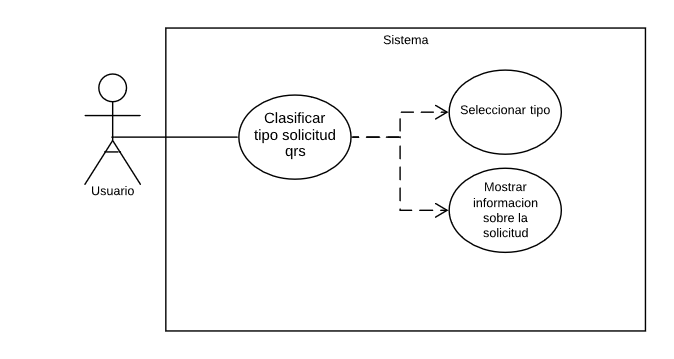 Sistema
Clasificar
tipo solicitud
qrs
Seleccionar tipo
Mostrar
informacion
sobre la
solicitud
Usuario